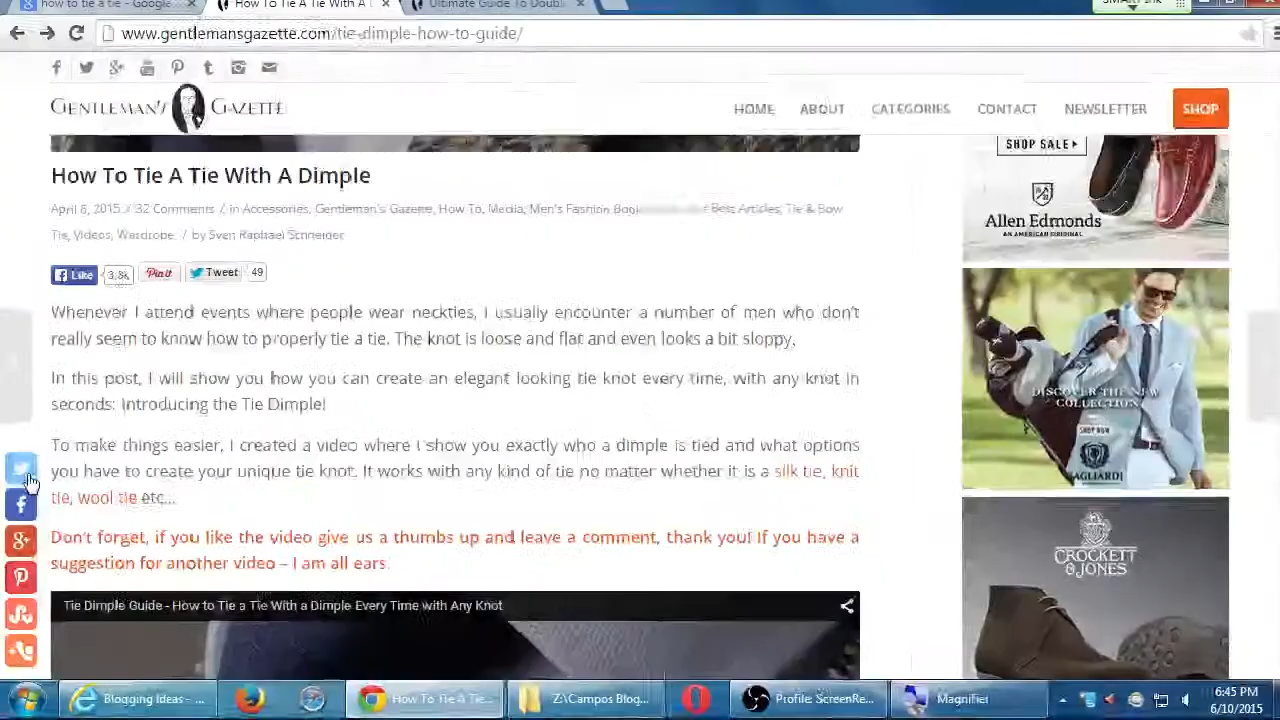 how to tie a tie - Google
How To Tie A Tie With A D
Ultimate Guide To Doub
www.gentlemansgazette.com/tie-dimple-how-to-guide/
GENTLEMAN'S GAZETTE
HOME ABOUT CATEGORIES CONTACT NEWSLETTER SHOP
SHOP SALE
Allen Edmonds
AN AMERICAN ORIGINAL
How To Tie A Tie With A Dimple
April 6, 2015 / 32 Comments / in Accessories, Gentleman's Gazette, How To, Media, Men's Fashion Best Articles, Tie & Bow
Tie, Videos, Wardrobe / by Sven Raphael Schneider
Like 3.8k Pin it Tweet 49
Whenever I attend events where people wear neckties, I usually encounter a number of men who don't
really seem to know how to properly tie a tie. The knot is loose and flat and even looks a bit sloppy.
In this post, I will show you how you can create an elegant looking tie knot every time, with any knot in
seconds: Introducing the Tie Dimple!
To make things easier, I created a video where I show you exactly who a dimple is tied and what options
you have to create your unique tie knot. It works with any kind of tie no matter whether it is a silk tie, knit
tie, wool tie etc...
Don't forget, if you like the video give us a thumbs up and leave a comment, thank you! If you have a
suggestion for another video – I am all ears.
Tie Dimple Guide - How to Tie a Tie With a Dimple Every Time with Any Knot
DISCOVER THE NEW
COLLECTION
SHOP NOW
GAGLIARDI
CROCKETT
& JONES
Blogging Ideas - ...
How To Tie A Tie...
Z:\Campos Blog...
Profile: ScreenRe...
Magnifier
6:45 PM
6/10/2015